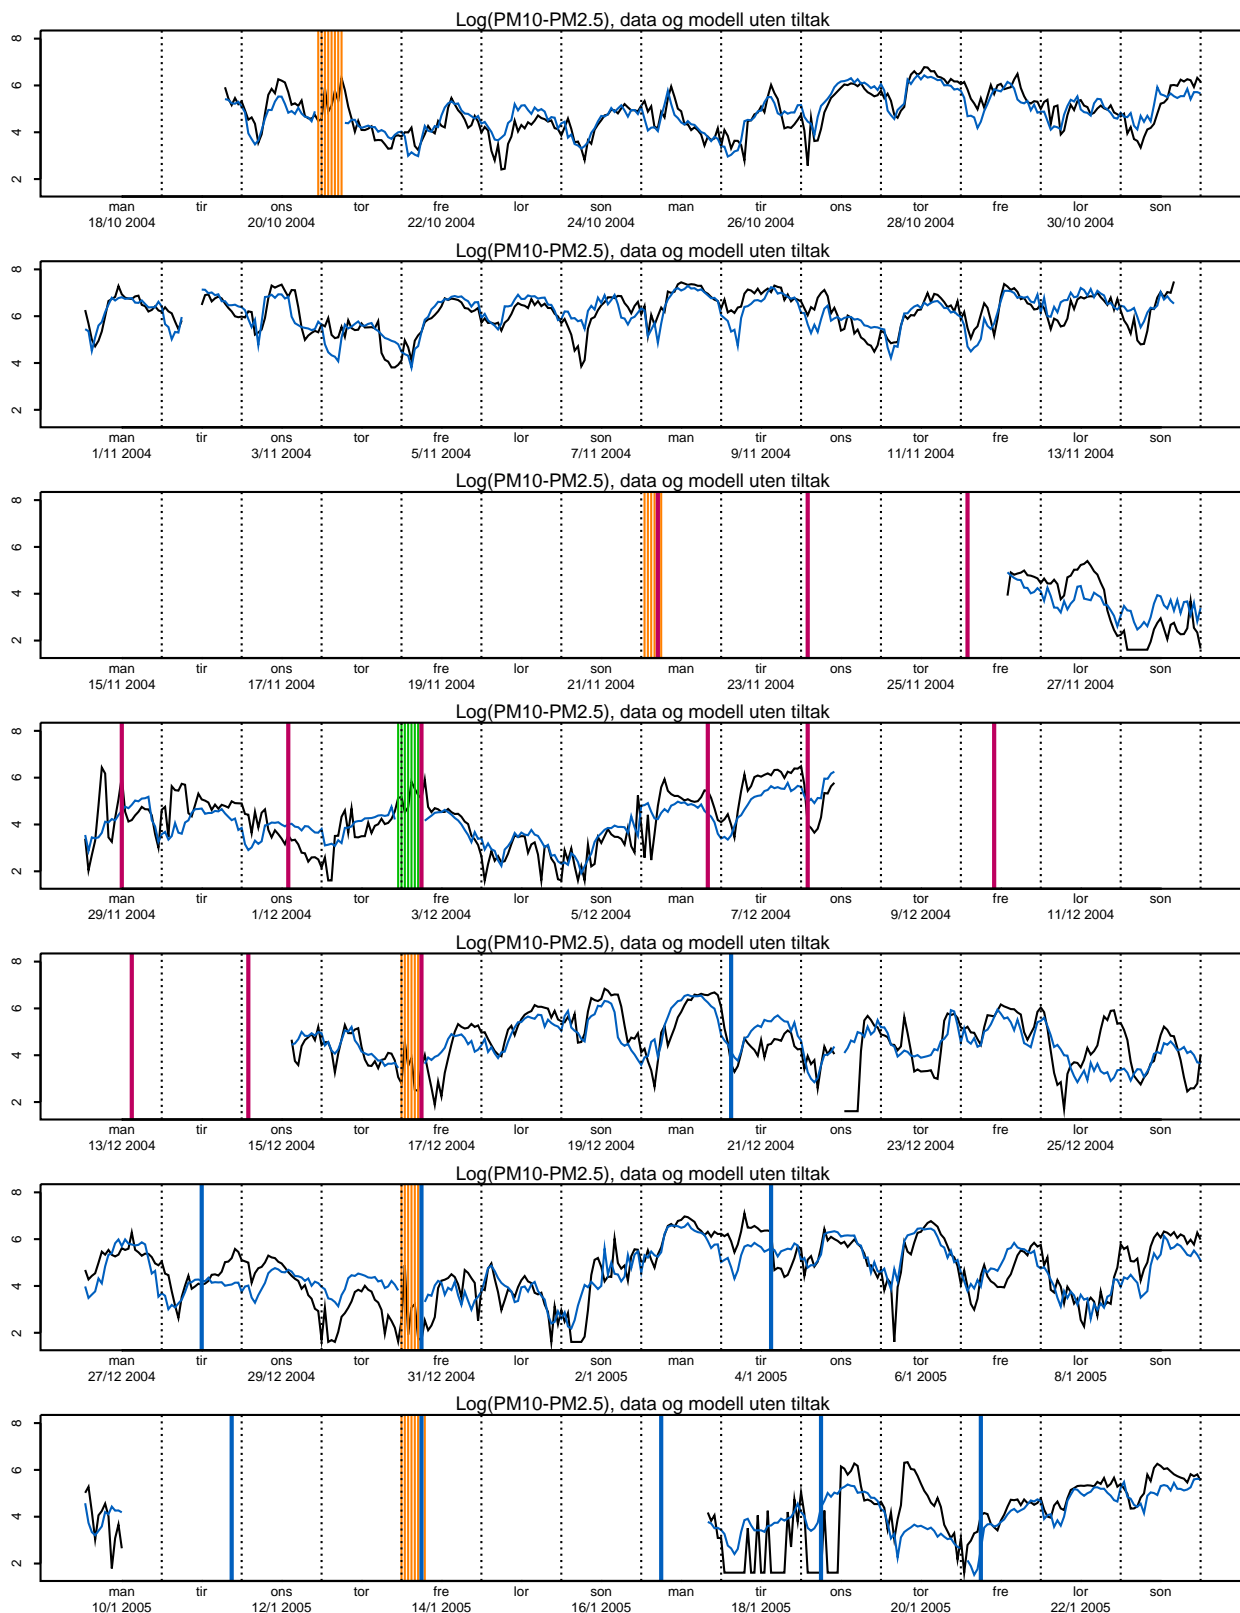 Log(PM10-PM2.5), data og modell uten tiltak
8
6
4
2
man tir ons tor fre lor son man tir ons tor fre lor son
18/10 2004 20/10 2004 22/10 2004 24/10 2004 26/10 2004 28/10 2004 30/10 2004
Log(PM10-PM2.5), data og modell uten tiltak
8
6
4
2
man tir ons tor fre lor son man tir ons tor fre lor son
1/11 2004 3/11 2004 5/11 2004 7/11 2004 9/11 2004 11/11 2004 13/11 2004
Log(PM10-PM2.5), data og modell uten tiltak
8
6
4
2
man tir ons tor fre lor son man tir ons tor fre lor son
15/11 2004 17/11 2004 19/11 2004 21/11 2004 23/11 2004 25/11 2004 27/11 2004
Log(PM10-PM2.5), data og modell uten tiltak
8
6
4
2
man tir ons tor fre lor son man tir ons tor fre lor son
29/11 2004 1/12 2004 3/12 2004 5/12 2004 7/12 2004 9/12 2004 11/12 2004
Log(PM10-PM2.5), data og modell uten tiltak
8
6
4
2
man tir ons tor fre lor son man tir ons tor fre lor son
13/12 2004 15/12 2004 17/12 2004 19/12 2004 21/12 2004 23/12 2004 25/12 2004
Log(PM10-PM2.5), data og modell uten tiltak
8
6
4
2
man tir ons tor fre lor son man tir ons tor fre lor son
27/12 2004 29/12 2004 31/12 2004 2/1 2005 4/1 2005 6/1 2005 8/1 2005
Log(PM10-PM2.5), data og modell uten tiltak
8
6
4
2
man tir ons tor fre lor son man tir ons tor fre lor son
10/1 2005 12/1 2005 14/1 2005 16/1 2005 18/1 2005 20/1 2005 22/1 2005